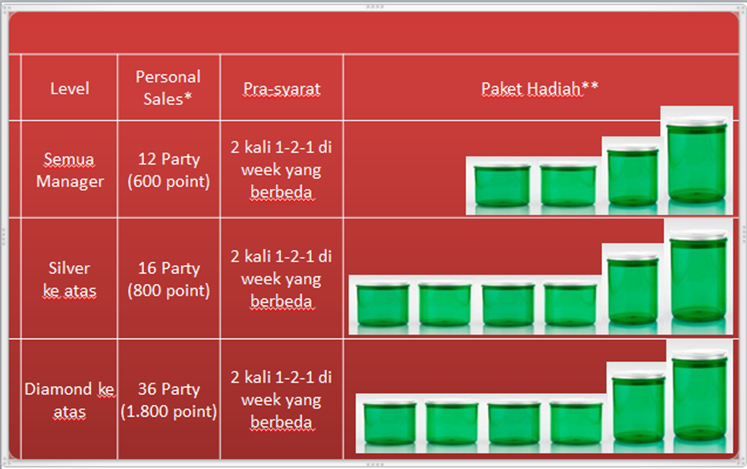 Level
Personal
Sales*
Pra-syarat
Paket Hadiah**
Semua
Manager
12 Party
(600 point)
2 kali 1-2-1 di
week yang
berbeda
Silver
ke atas
16 Party
(800 point)
2 kali 1-2-1 di
week yang
berbeda
Diamond ke
atas
36 Party
(1.800 point)
2 kali 1-2-1 di
week yang
berbeda